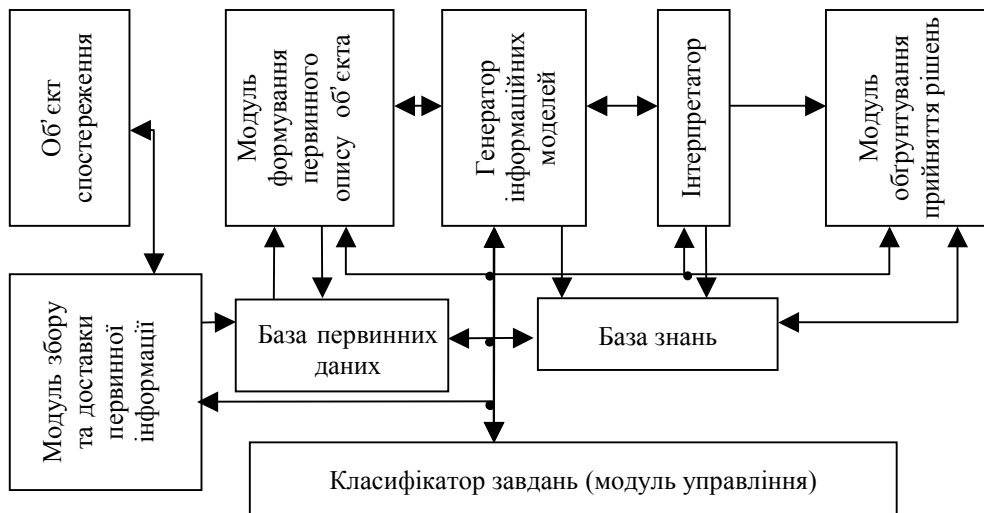 Об’єкт
спостереження
Модуль
формування
первинного
опису об’єкта
Генератор
інформаційних
моделей
Інтерпретатор
Модуль
обґрунтування
прийняття рішень
Модуль збору
та доставки
первинної
інформації
База первинних
даних
База знань
Класифікатор завдань (модуль управління)